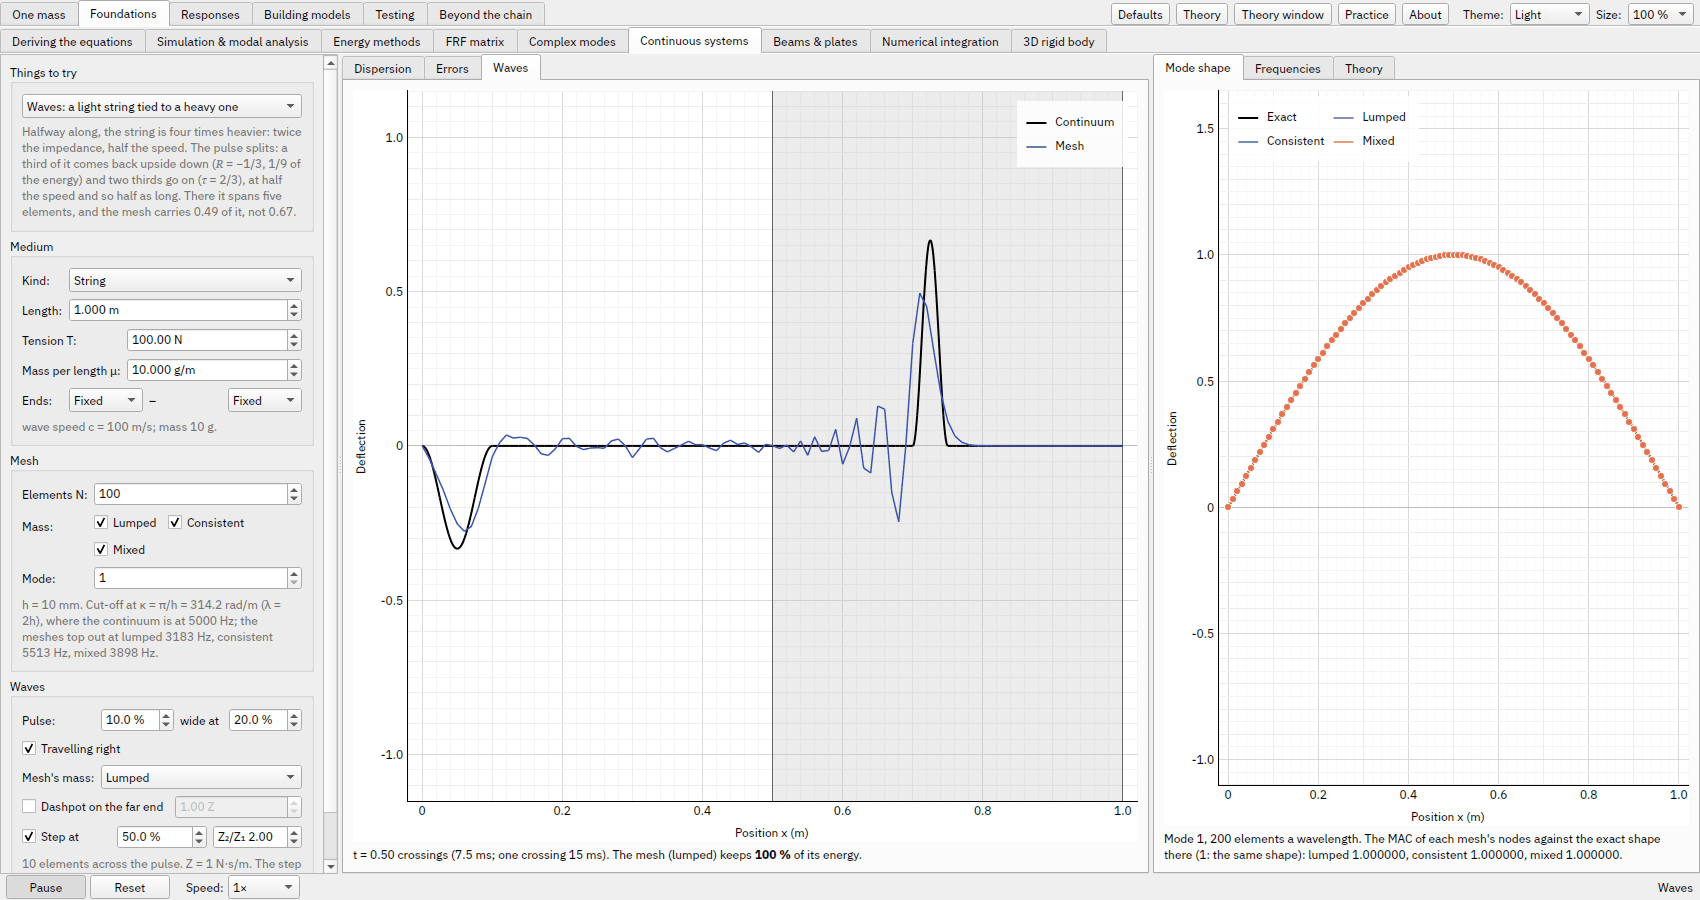 One mass
Foundations
Responses
Building models
Testing
Beyond the chain
Defaults
Theory
Theory window
Practice
About
Theme: Light
Size: 100 %
Deriving the equations
Simulation & modal analysis
Energy methods
FRF matrix
Complex modes
Continuous systems
Beams & plates
Numerical integration
3D rigid body
Things to try
Waves: a light string tied to a heavy one
Halfway along, the string is four times heavier: twice
the impedance, half the speed. The pulse splits: a
third of it comes back upside down (R = −1/3, 1/9 of
the energy) and two thirds go on (τ = 2/3), at half
the speed and so half as long. There it spans five
elements, and the mesh carries 0.49 of it, not 0.67.
Medium
Kind: String
Length: 1.000 m
Tension T: 100.00 N
Mass per length μ: 10.000 g/m
Ends: Fixed – Fixed
wave speed c = 100 m/s; mass 10 g.
Mesh
Elements N: 100
Mass: Lumped Consistent
Mixed
Mode: 1
h = 10 mm. Cut-off at κ = π/h = 314.2 rad/m (λ =
2h), where the continuum is at 5000 Hz; the
meshes top out at lumped 3183 Hz, consistent
5513 Hz, mixed 3898 Hz.
Waves
Pulse: 10.0 % wide at 20.0 %
Travelling right
Mesh's mass: Lumped
Dashpot on the far end 1.00 Z
Step at 50.0 % Z₂/Z₁ 2.00
10 elements across the pulse. Z = 1 N·s/m. The step
Pause
Reset
Speed: 1×
Dispersion
Errors
Waves
Continuum
Mesh
1.0
0.5
0
-0.5
-1.0
Deflection
0 0.2 0.4 0.6 0.8 1.0
Position x (m)
t = 0.50 crossings (7.5 ms; one crossing 15 ms). The mesh (lumped) keeps 100 % of its energy.
Mode shape
Frequencies
Theory
Exact Lumped
Consistent Mixed
1.5
1.0
0.5
0
-0.5
-1.0
Deflection
0 0.2 0.4 0.6 0.8 1.0
Position x (m)
Mode 1, 200 elements a wavelength. The MAC of each mesh's nodes against the exact shape
there (1: the same shape): lumped 1.000000, consistent 1.000000, mixed 1.000000.
Waves